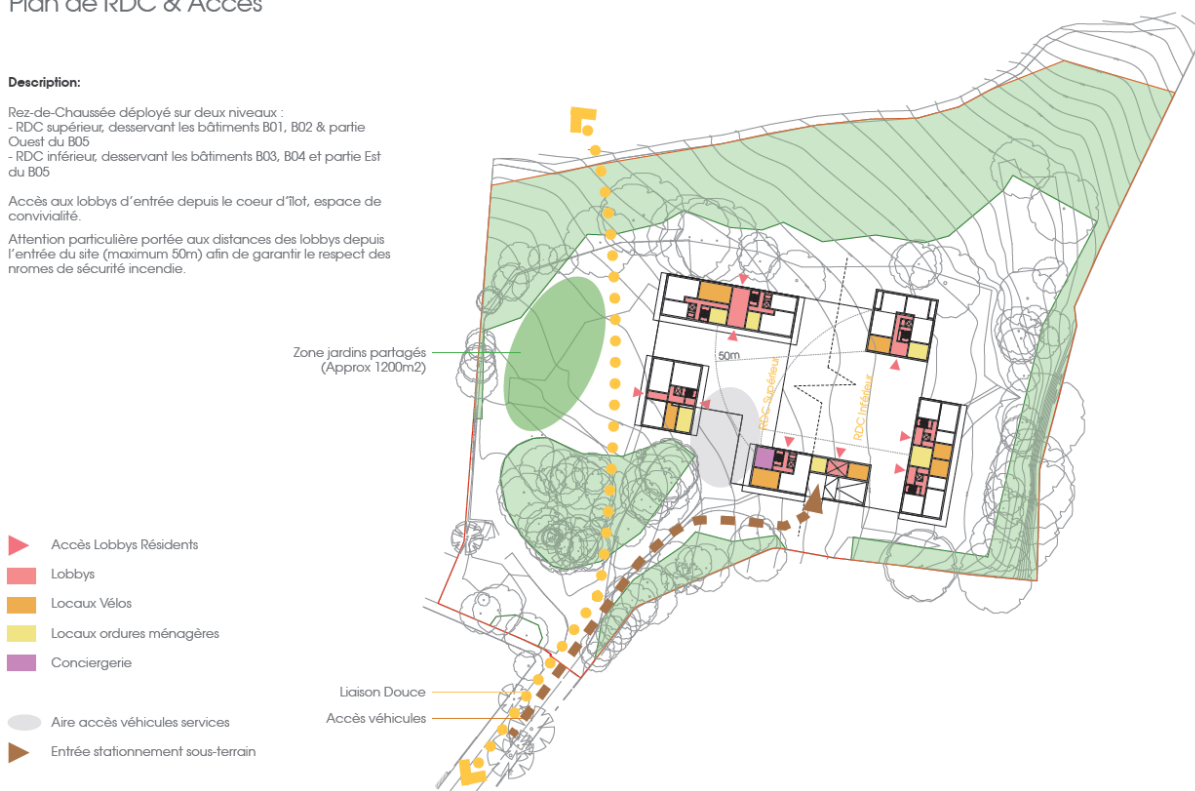 Plan de RDC & Accès
Description:
Rez-de-Chaussée déployé sur deux niveaux :
- RDC supérieur, desservant les bâtiments B01, B02 & partie
Ouest du B05
- RDC inférieur, desservant les bâtiments B03, B04 et partie Est
du B05
Accès aux lobbys d'entrée depuis le coeur d'îlot, espace de
convivialité.
Attention particulière portée aux distances des lobbys depuis
l'entrée du site (maximum 50m) afin de garantir le respect des
nromes de sécurité incendie.
Zone jardins partagés
(Approx 1200m2)
50m
RDC Supérieur
RDC Inférieur
Accès Lobbys Résidents
Lobbys
Locaux Vélos
Locaux ordures ménagères
Conciergerie
Liaison Douce
Accès véhicules
Aire accès véhicules services
Entrée stationnement sous-terrain